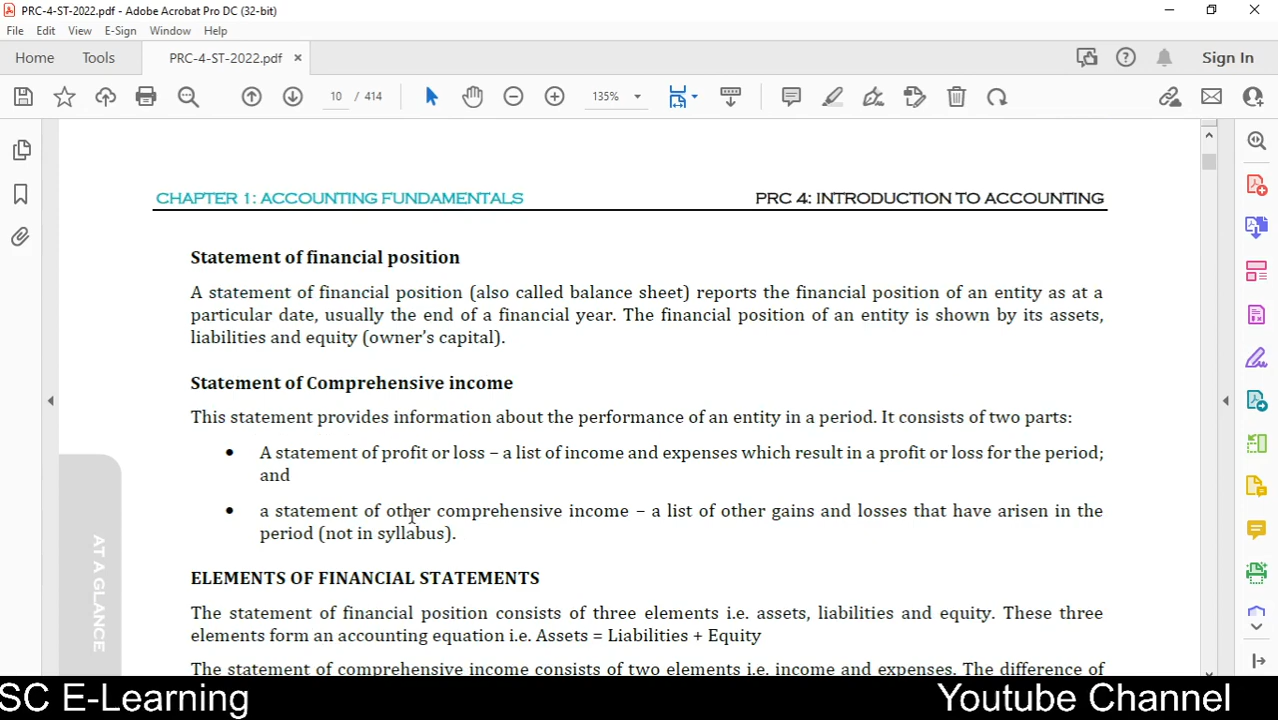 PRC-4-ST-2022.pdf - Adobe Acrobat Pro DC (32-bit)
File Edit View E-Sign Window Help
Home Tools PRC-4-ST-2022.pdf × Sign In
10 / 414 135%
CHAPTER 1: ACCOUNTING FUNDAMENTALS PRC 4: INTRODUCTION TO ACCOUNTING
Statement of financial position
A statement of financial position (also called balance sheet) reports the financial position of an entity as at a
particular date, usually the end of a financial year. The financial position of an entity is shown by its assets,
liabilities and equity (owner's capital).
Statement of Comprehensive income
This statement provides information about the performance of an entity in a period. It consists of two parts:
• A statement of profit or loss – a list of income and expenses which result in a profit or loss for the period;
and
• a statement of other comprehensive income – a list of other gains and losses that have arisen in the
period (not in syllabus).
ELEMENTS OF FINANCIAL STATEMENTS
The statement of financial position consists of three elements i.e. assets, liabilities and equity. These three
elements form an accounting equation i.e. Assets = Liabilities + Equity
The statement of comprehensive income consists of two elements i.e. income and expenses. The difference of
AT A GLANCE
SC E-Learning Youtube Channel